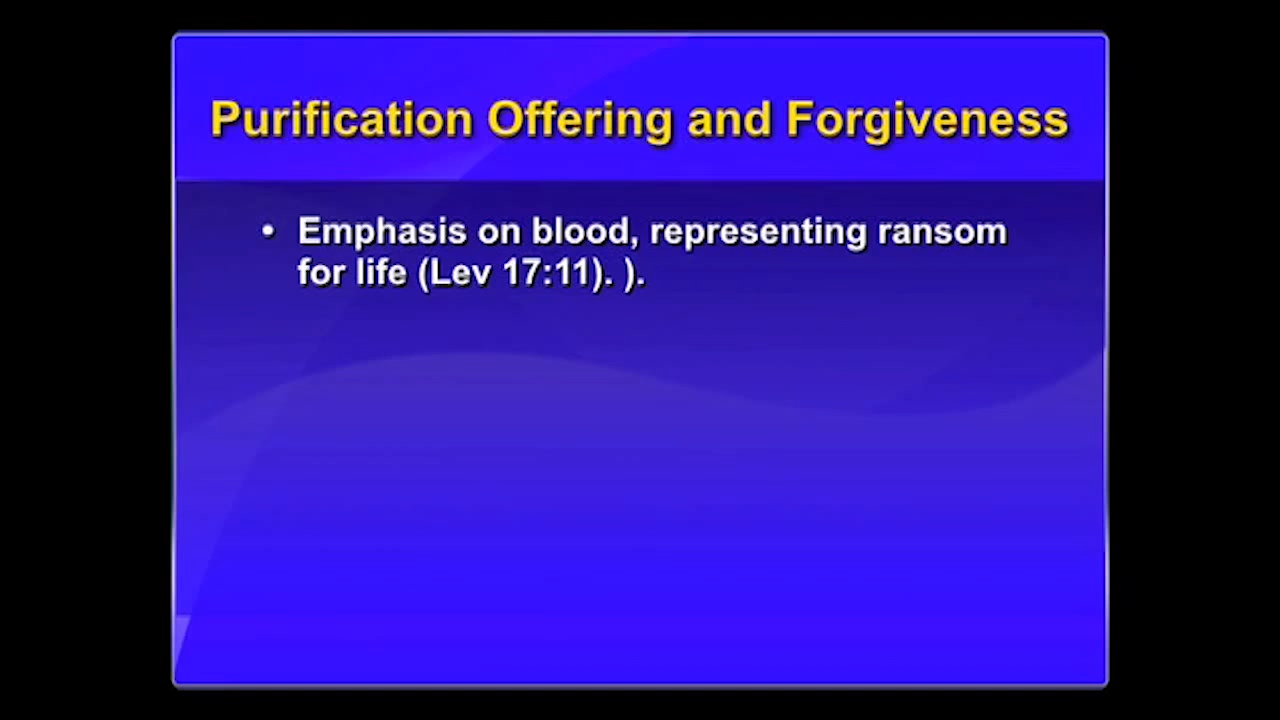 Purification Offering and Forgiveness
• Emphasis on blood, representing ransom
for life (Lev 17:11). ).